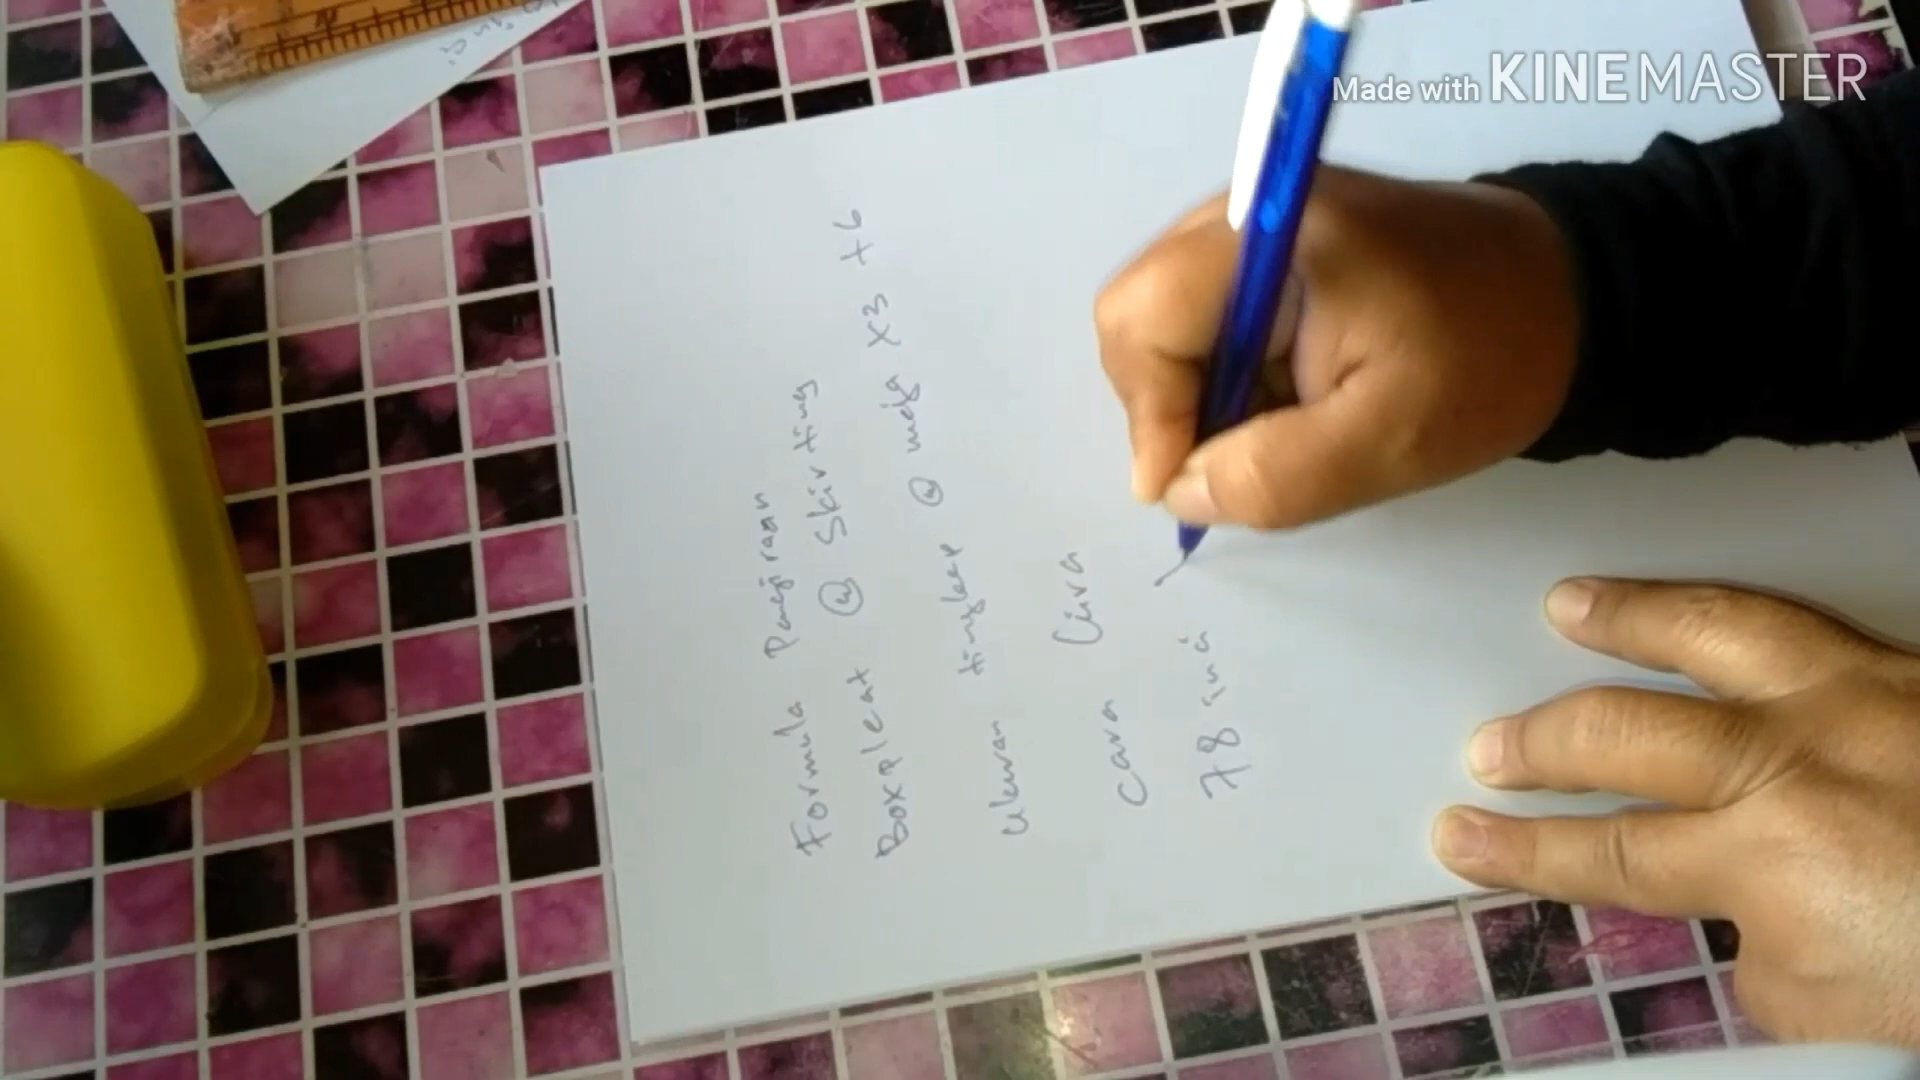 Made with KINEMASTER
Formula Pengiraan
Boxpleat @ Skirting
Ukuran tingkap @ meja x3 +6
Cara kira
78 inci